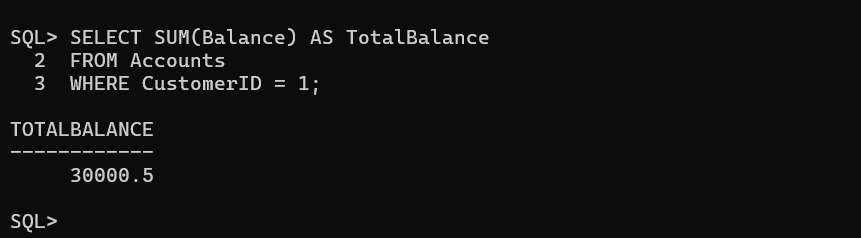 SQL> SELECT SUM(Balance) AS TotalBalance
  2  FROM Accounts
  3  WHERE CustomerID = 1;
TOTALBALANCE
------------
     30000.5
SQL>